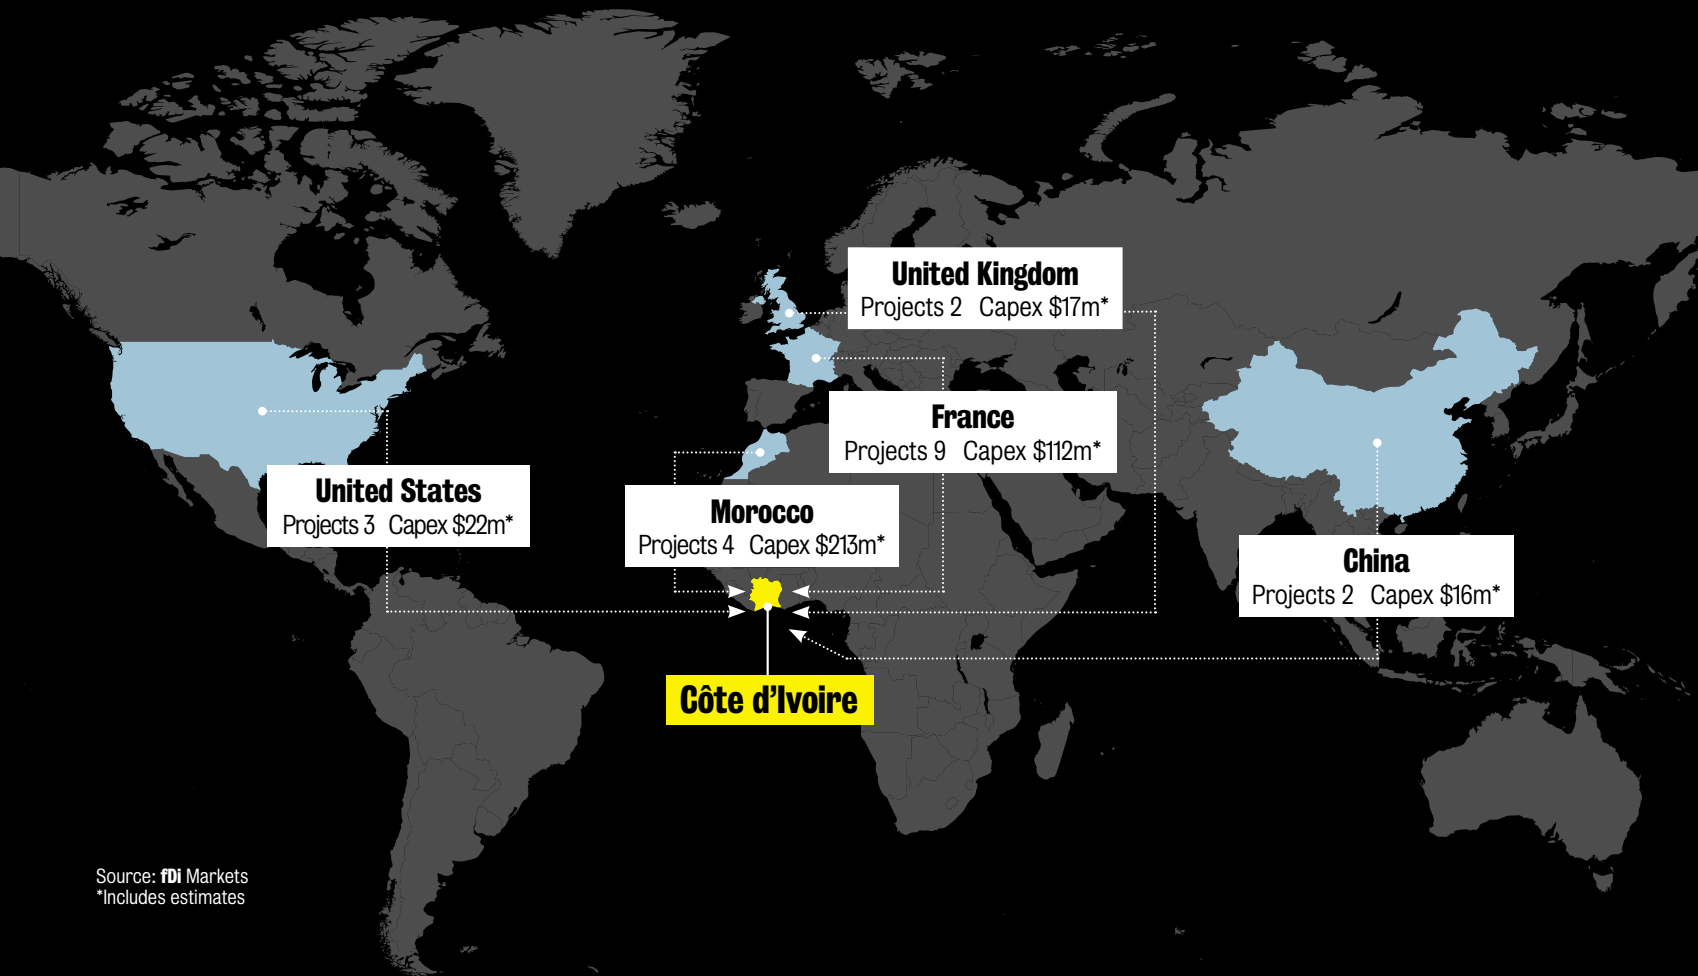 United Kingdom
Projects 2 Capex $17m*
France
Projects 9 Capex $112m*
United States
Projects 3 Capex $22m*
Morocco
Projects 4 Capex $213m*
China
Projects 2 Capex $16m*
Côte d’Ivoire
Source: fDi Markets
*Includes estimates